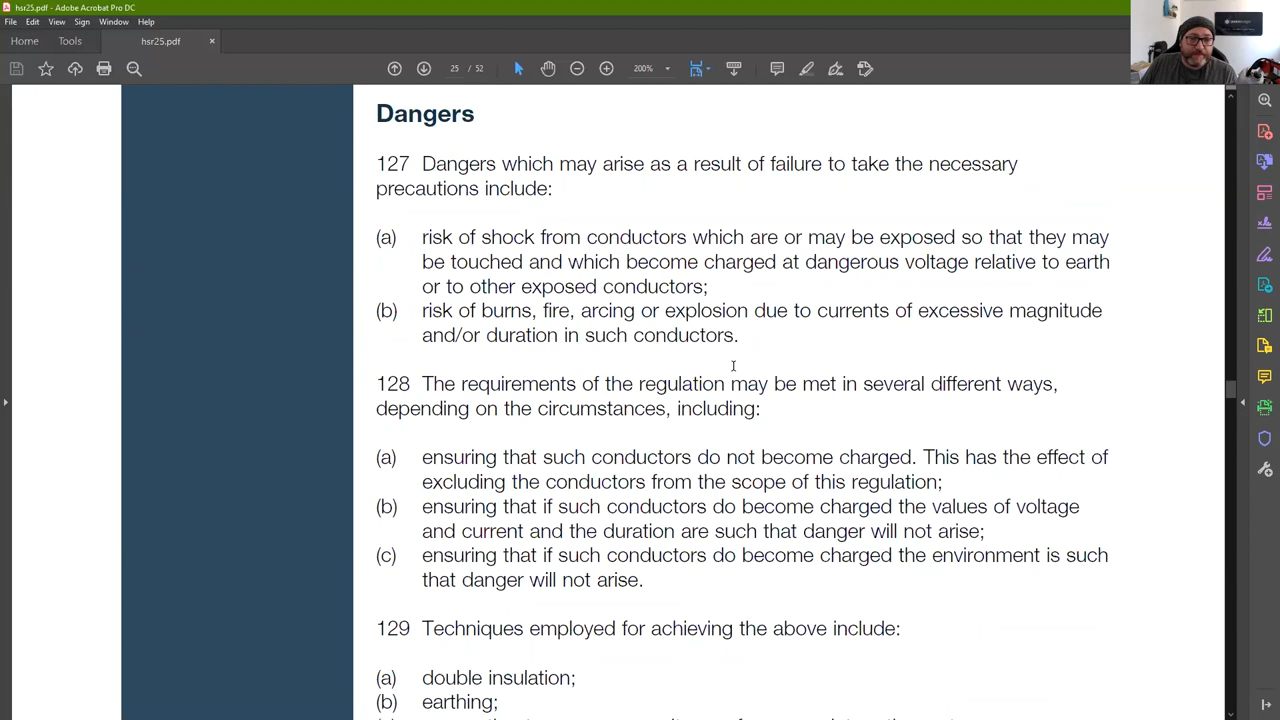 hsr25.pdf - Adobe Acrobat Pro DC
File Edit View Sign Window Help
Home Tools hsr25.pdf ×
25 / 52 200%
Dangers
127 Dangers which may arise as a result of failure to take the necessary
precautions include:
(a) risk of shock from conductors which are or may be exposed so that they may
be touched and which become charged at dangerous voltage relative to earth
or to other exposed conductors;
(b) risk of burns, fire, arcing or explosion due to currents of excessive magnitude
and/or duration in such conductors.
128 The requirements of the regulation may be met in several different ways,
depending on the circumstances, including:
(a) ensuring that such conductors do not become charged. This has the effect of
excluding the conductors from the scope of this regulation;
(b) ensuring that if such conductors do become charged the values of voltage
and current and the duration are such that danger will not arise;
(c) ensuring that if such conductors do become charged the environment is such
that danger will not arise.
129 Techniques employed for achieving the above include:
(a) double insulation;
(b) earthing;